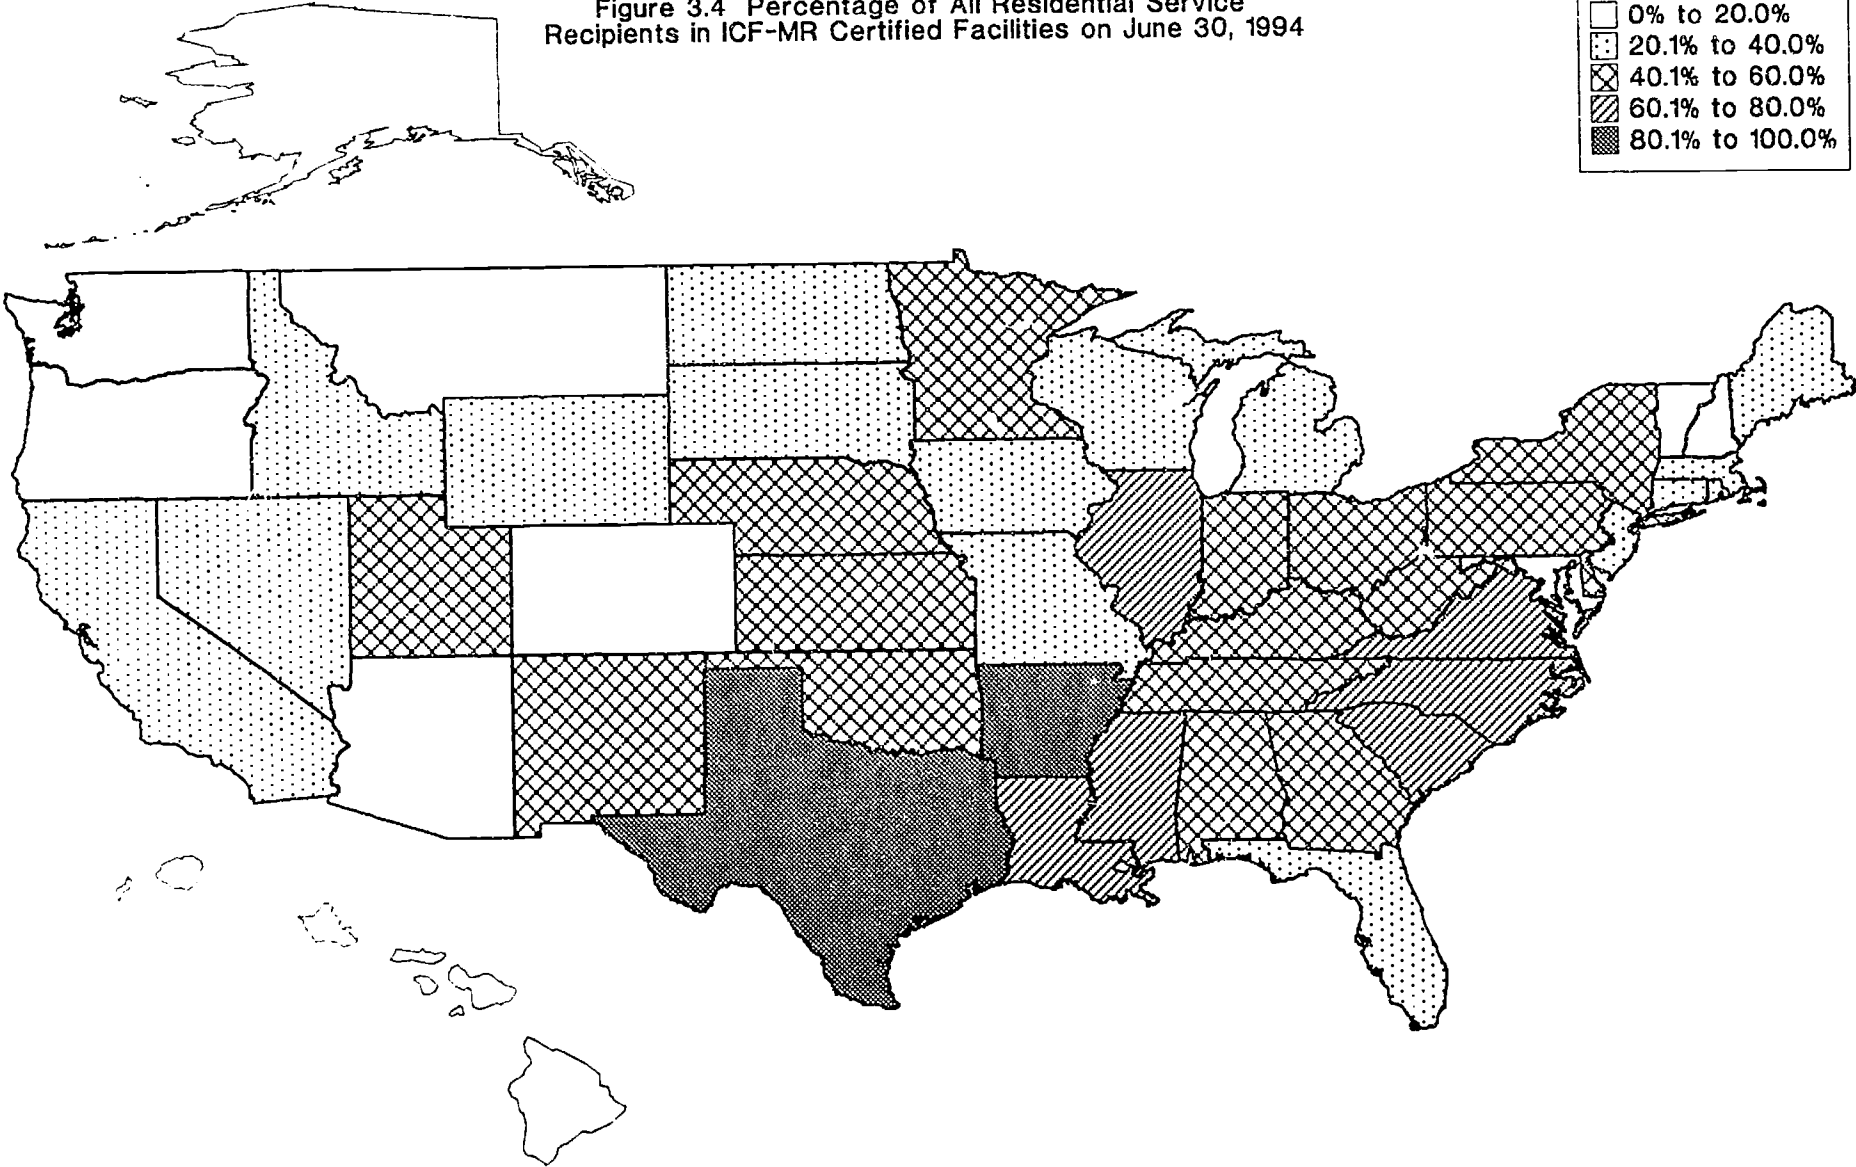 Figure 3.4 Percentage of All Residential Service
Recipients in ICF-MR Certified Facilities on June 30, 1994
0% to 20.0%
20.1% to 40.0%
40.1% to 60.0%
60.1% to 80.0%
80.1% to 100.0%